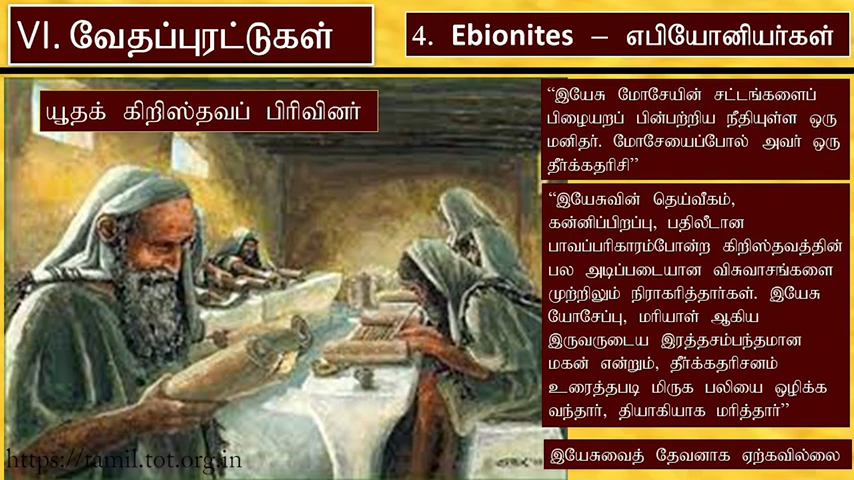 VI. வேதப்புரட்டுகள்
4. Ebionites – எபியோனியர்கள்
யூதக் கிறிஸ்தவப் பிரிவினர்
“இயேசு மோசேயின் சட்டங்களைப்
பிழையறப் பின்பற்றிய நீதியுள்ள ஒரு
மனிதர். மோசேயைப்போல் அவர் ஒரு
தீர்க்கதரிசி”
“இயேசுவின் தெய்வீகம்,
கன்னிப்பிறப்பு, பதிலீடான
பாவப்பரிகாரம்போன்ற கிறிஸ்தவத்தின்
பல அடிப்படையான விசுவாசங்களை
முற்றிலும் நிராகரித்தார்கள். இயேசு
யோசேப்பு, மரியாள் ஆகிய
இருவருடைய இரத்தசம்பந்தமான
மகன் என்றும், தீர்க்கதரிசனம்
உரைத்தபடி மிருக பலியை ஒழிக்க
வந்தார், தியாகியாக மரித்தார்”
இயேசுவைத் தேவனாக ஏற்கவில்லை
https://tamil.tot.org.in